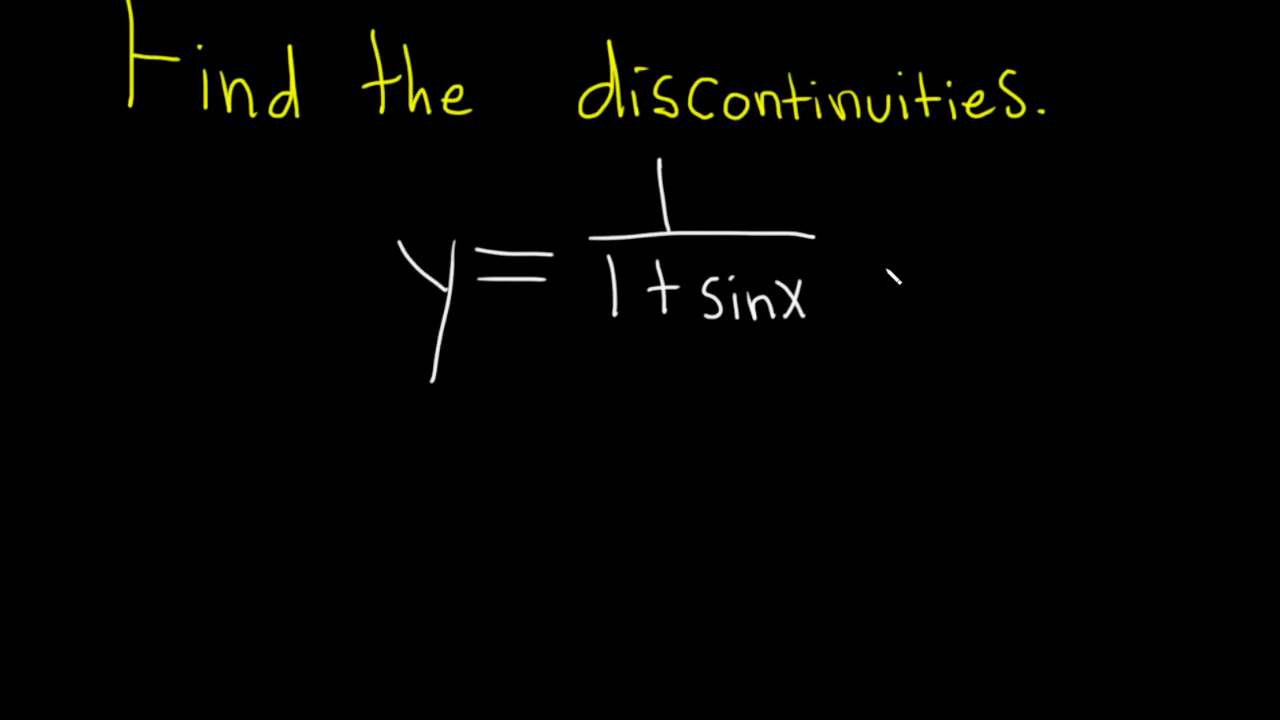 Find the discontinuities.
y = 1 / (1 + sinx)